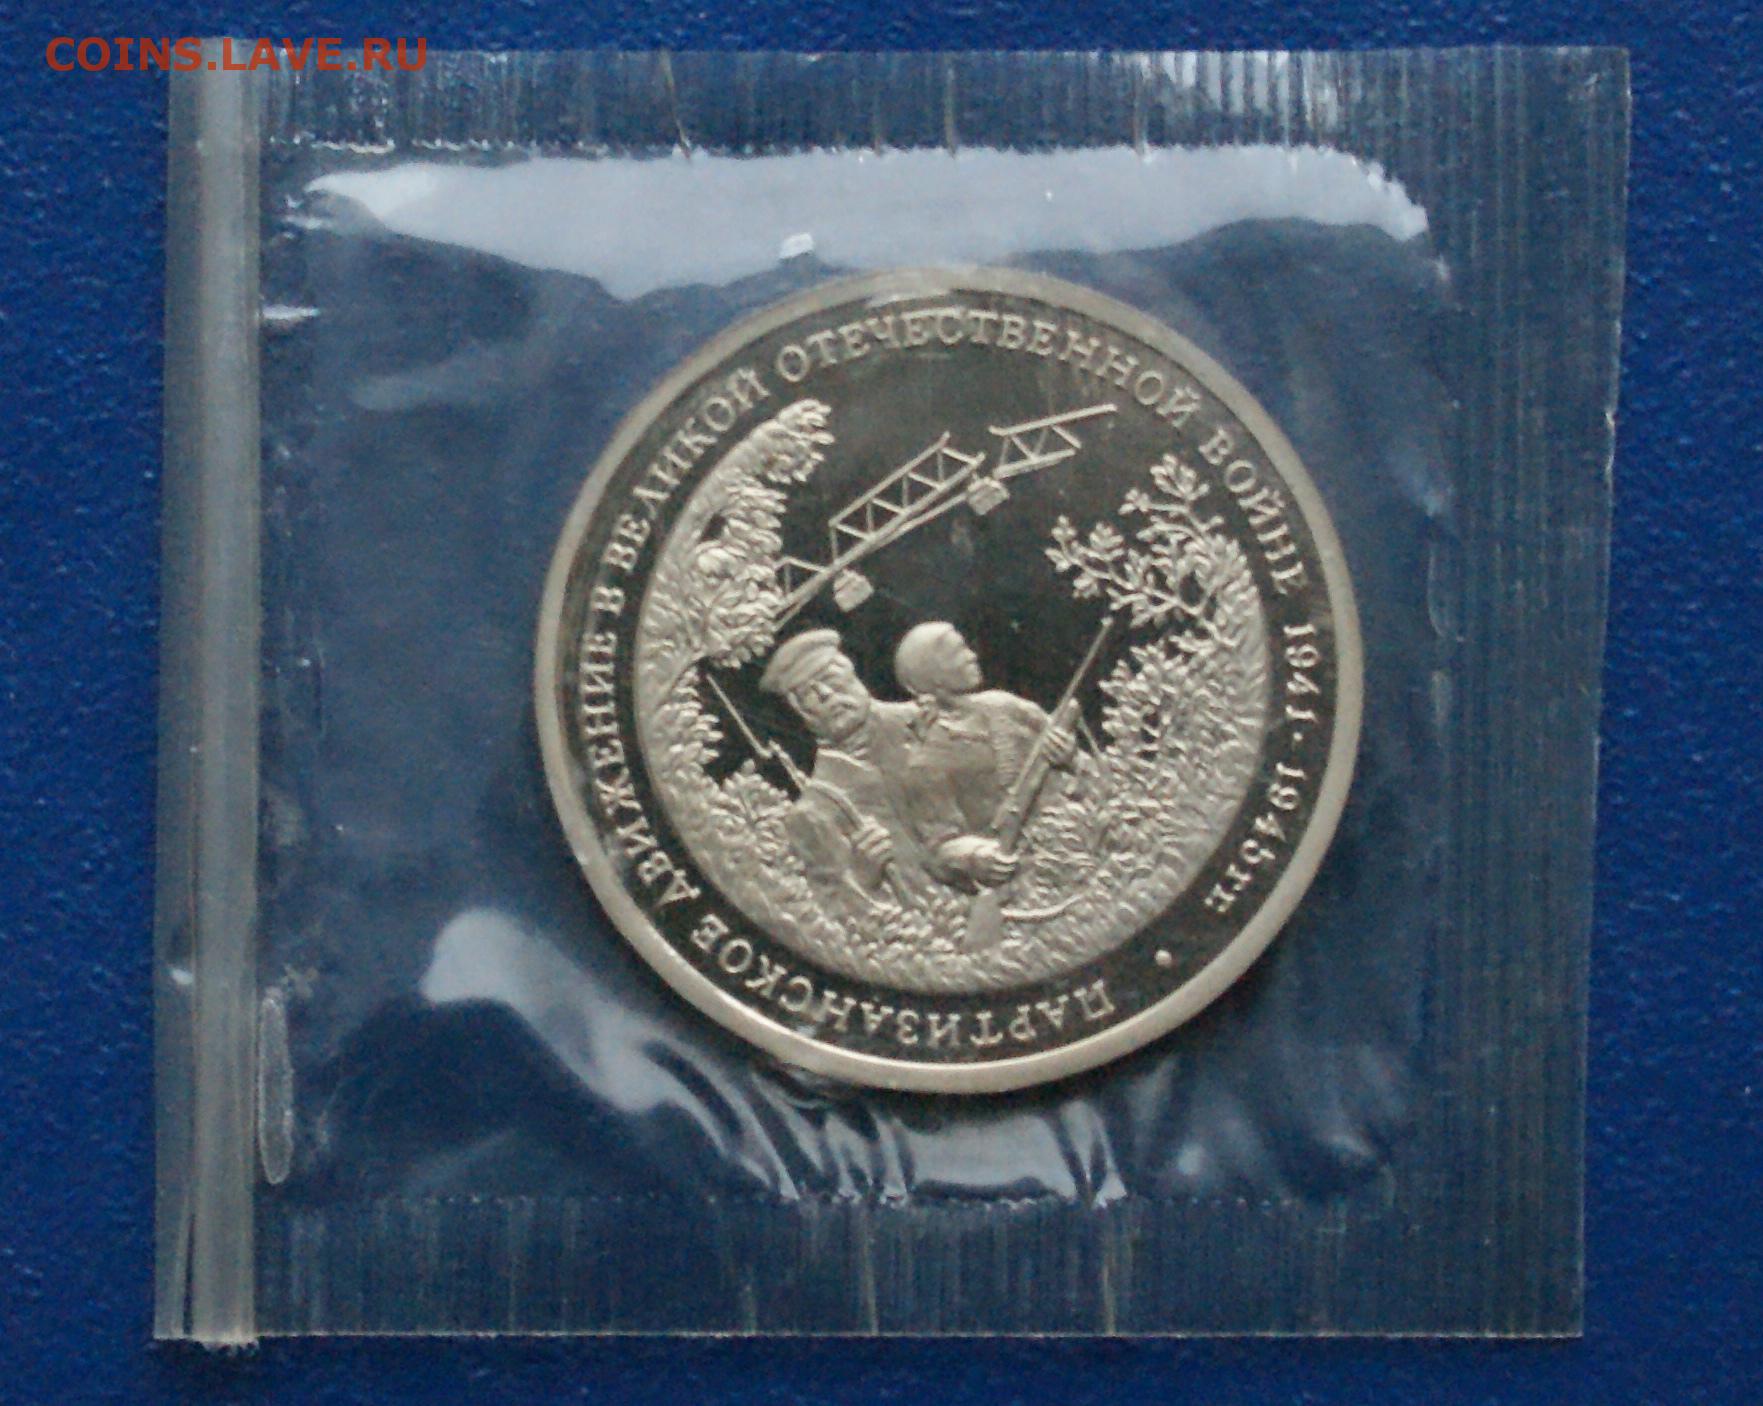 COINS.LAVE.RU
ПАРТИЗАНСКОЕ ДВИЖЕНИЕ В ВЕЛИКОЙ ОТЕЧЕСТВЕННОЙ ВОЙНЕ 1941-1945гг